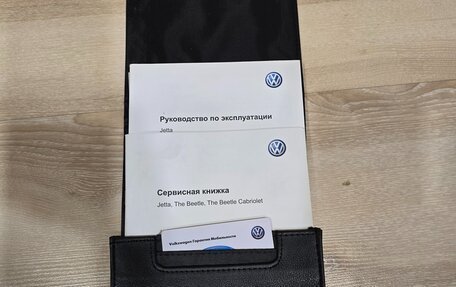 Руководство по эксплуатации
Jetta
Сервисная книжка
Jetta, The Beetle, The Beetle Cabriolet
Volkswagen Гарантия Мобильности